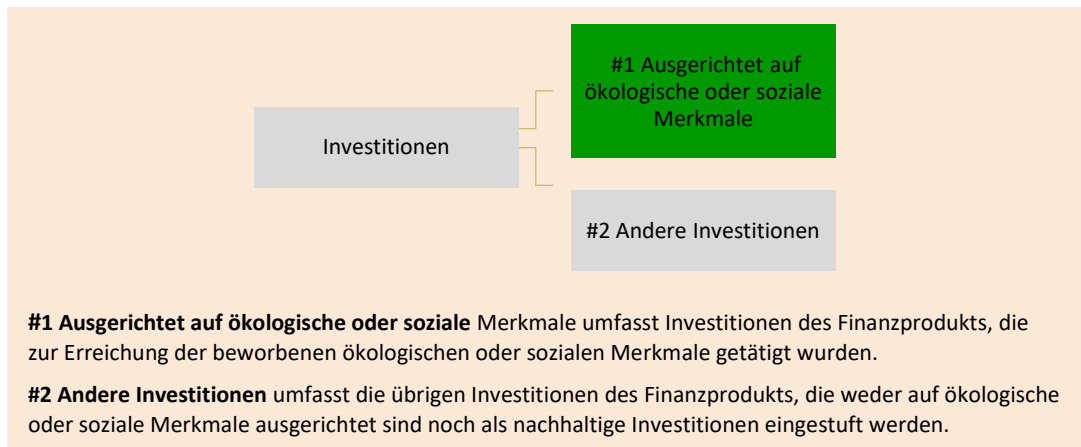 #1 Ausgerichtet auf
ökologische oder soziale
Merkmale
Investitionen
#2 Andere Investitionen
#1 Ausgerichtet auf ökologische oder soziale Merkmale umfasst Investitionen des Finanzprodukts, die
zur Erreichung der beworbenen ökologischen oder sozialen Merkmale getätigt wurden.
#2 Andere Investitionen umfasst die übrigen Investitionen des Finanzprodukts, die weder auf ökologische
oder soziale Merkmale ausgerichtet sind noch als nachhaltige Investitionen eingestuft werden.